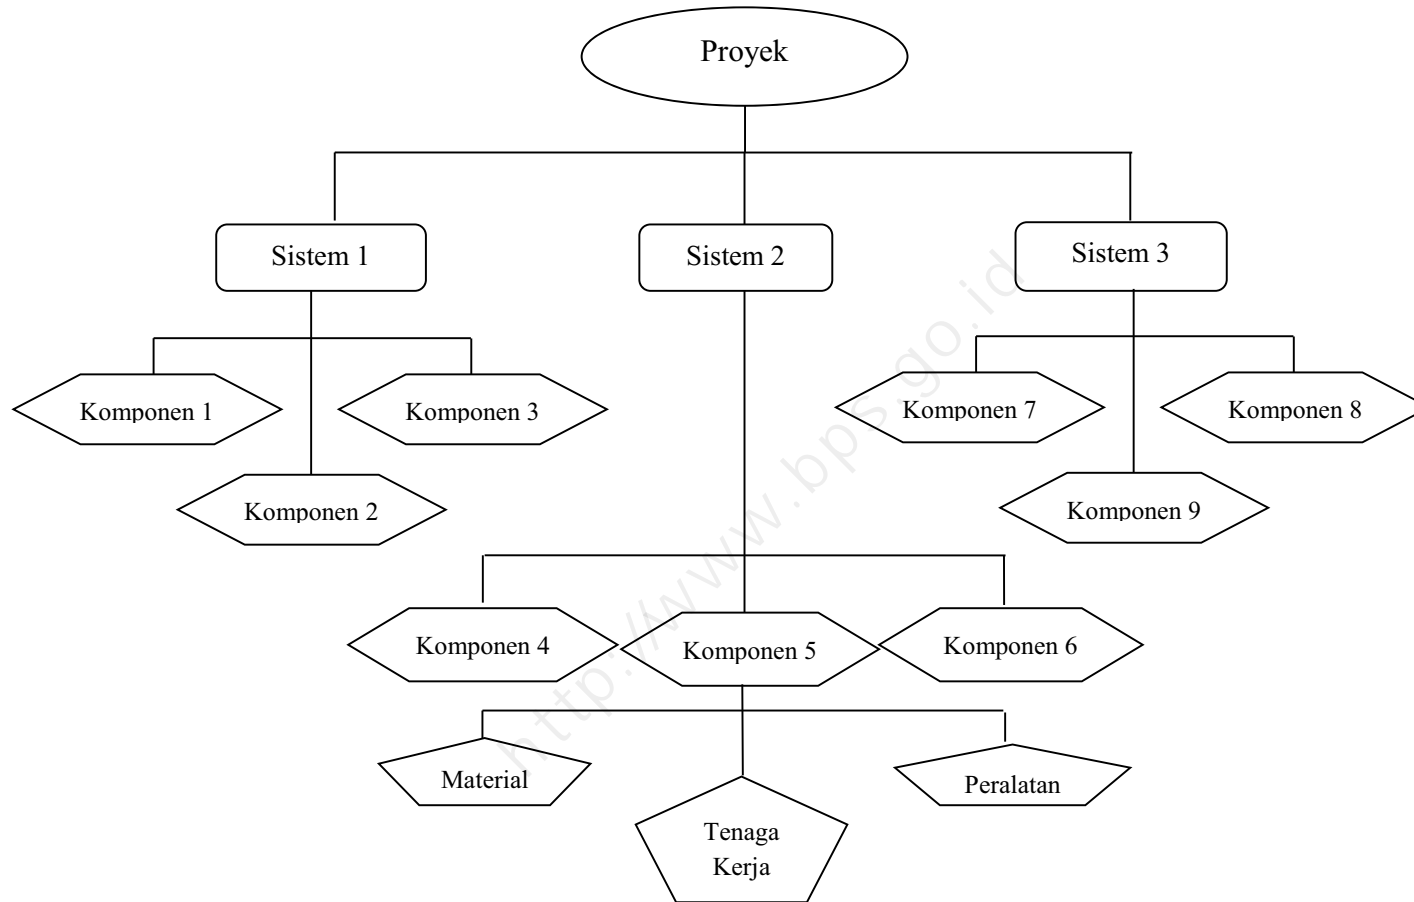 Proyek
Sistem 1
Sistem 2
Sistem 3
Komponen 1
Komponen 3
Komponen 7
Komponen 8
Komponen 2
Komponen 9
Komponen 4
Komponen 5
Komponen 6
Material
Tenaga
Kerja
Peralatan
http://www.bps.go.id